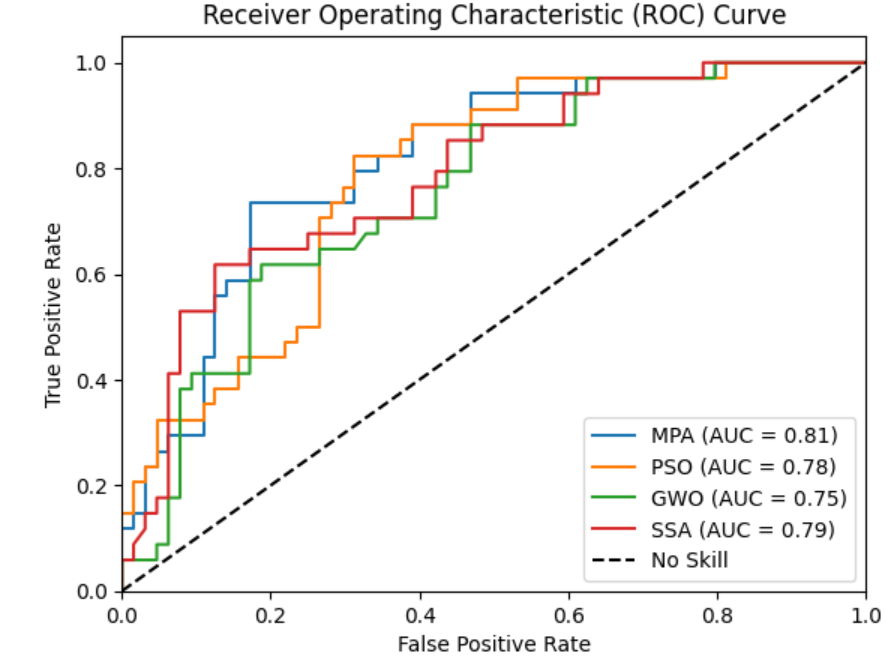 Receiver Operating Characteristic (ROC) Curve
True Positive Rate
1.0
0.8
0.6
0.4
0.2
0.0
MPA (AUC = 0.81)
PSO (AUC = 0.78)
GWO (AUC = 0.75)
SSA (AUC = 0.79)
No Skill
0.0 0.2 0.4 0.6 0.8 1.0
False Positive Rate